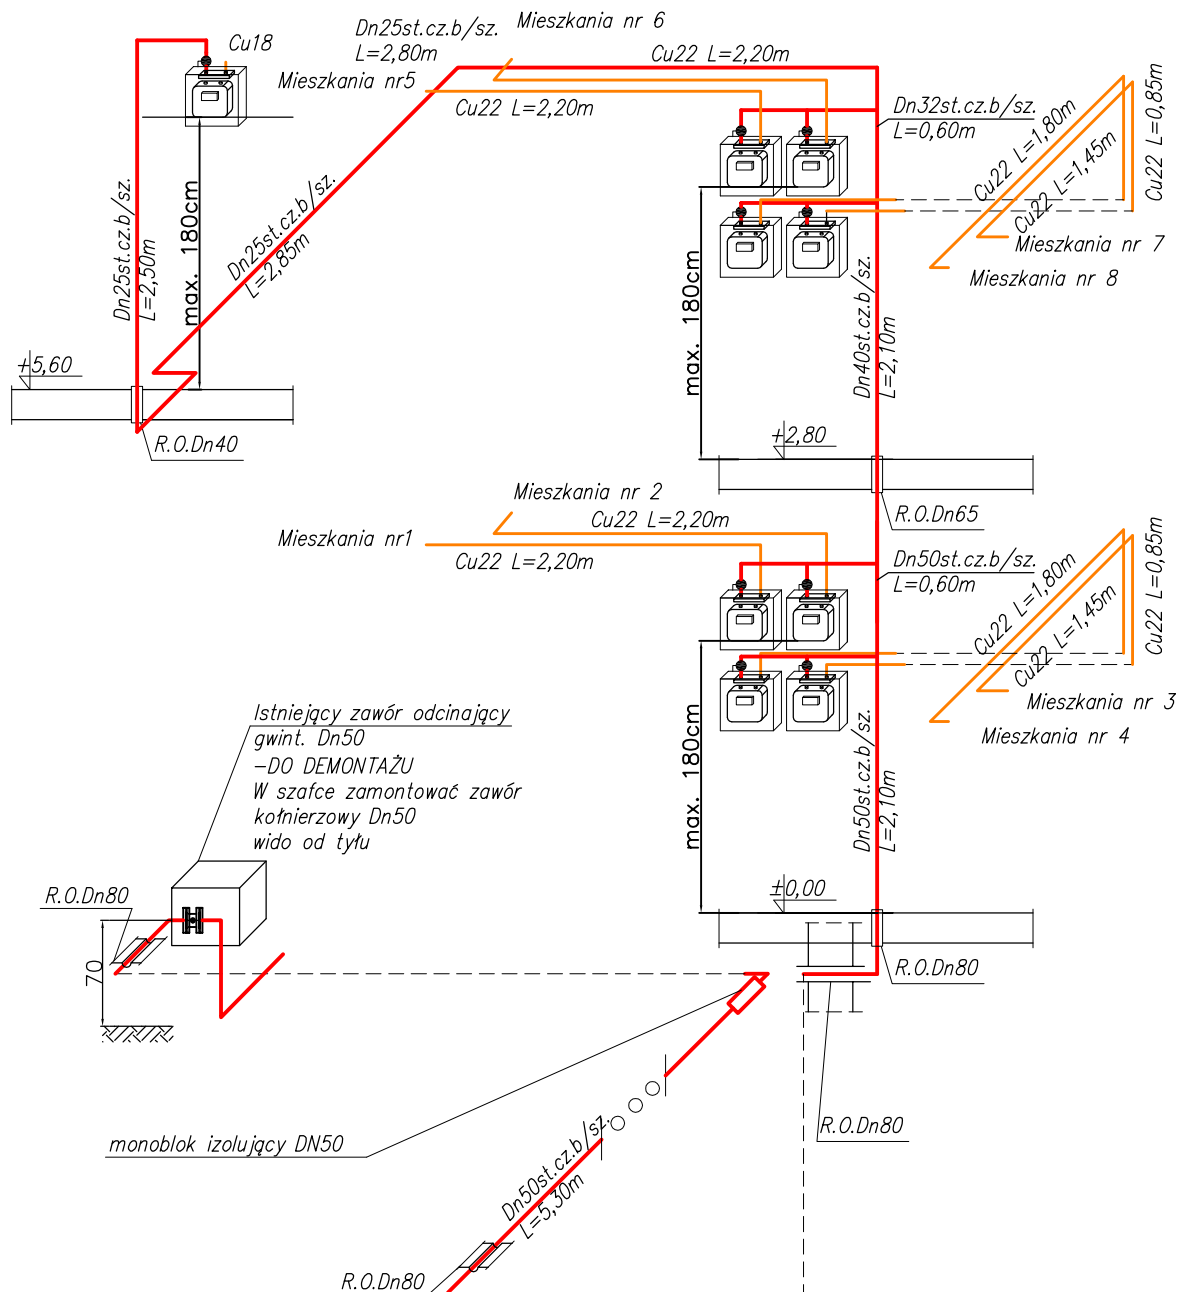 Cu18
Dn25st.cz.b/sz.
L=2,80m
Mieszkania nr 6
Cu22 L=2,20m
Mieszkania nr5
Cu22 L=2,20m
Dn32st.cz.b/sz.
L=0,60m
Cu22 L=1,80m
Cu22 L=1,45m
Cu22 L=0,85m
Mieszkania nr 7
Mieszkania nr 8
Dn25st.cz.b/sz.
L=2,50m
max. 180cm
Dn25st.cz.b/sz.
L=2,85m
max. 180cm
Dn40st.cz.b/sz.
L=2,10m
+5,60
R.O.Dn40
+2,80
R.O.Dn65
Mieszkania nr 2
Cu22 L=2,20m
Mieszkania nr1
Cu22 L=2,20m
Dn50st.cz.b/sz.
L=0,60m
Cu22 L=1,80m
Cu22 L=1,45m
Cu22 L=0,85m
Mieszkania nr 3
Mieszkania nr 4
max. 180cm
Dn50st.cz.b/sz.
L=2,10m
Istniejący zawór odcinający
gwint. Dn50
-DO DEMONTAŻU
W szafce zamontować zawór
kołnierzowy Dn50
wido od tyłu
R.O.Dn80
70
±0,00
R.O.Dn80
R.O.Dn80
monoblok izolujący DN50
Dn50st.cz.b/sz.
L=5,30m
R.O.Dn80